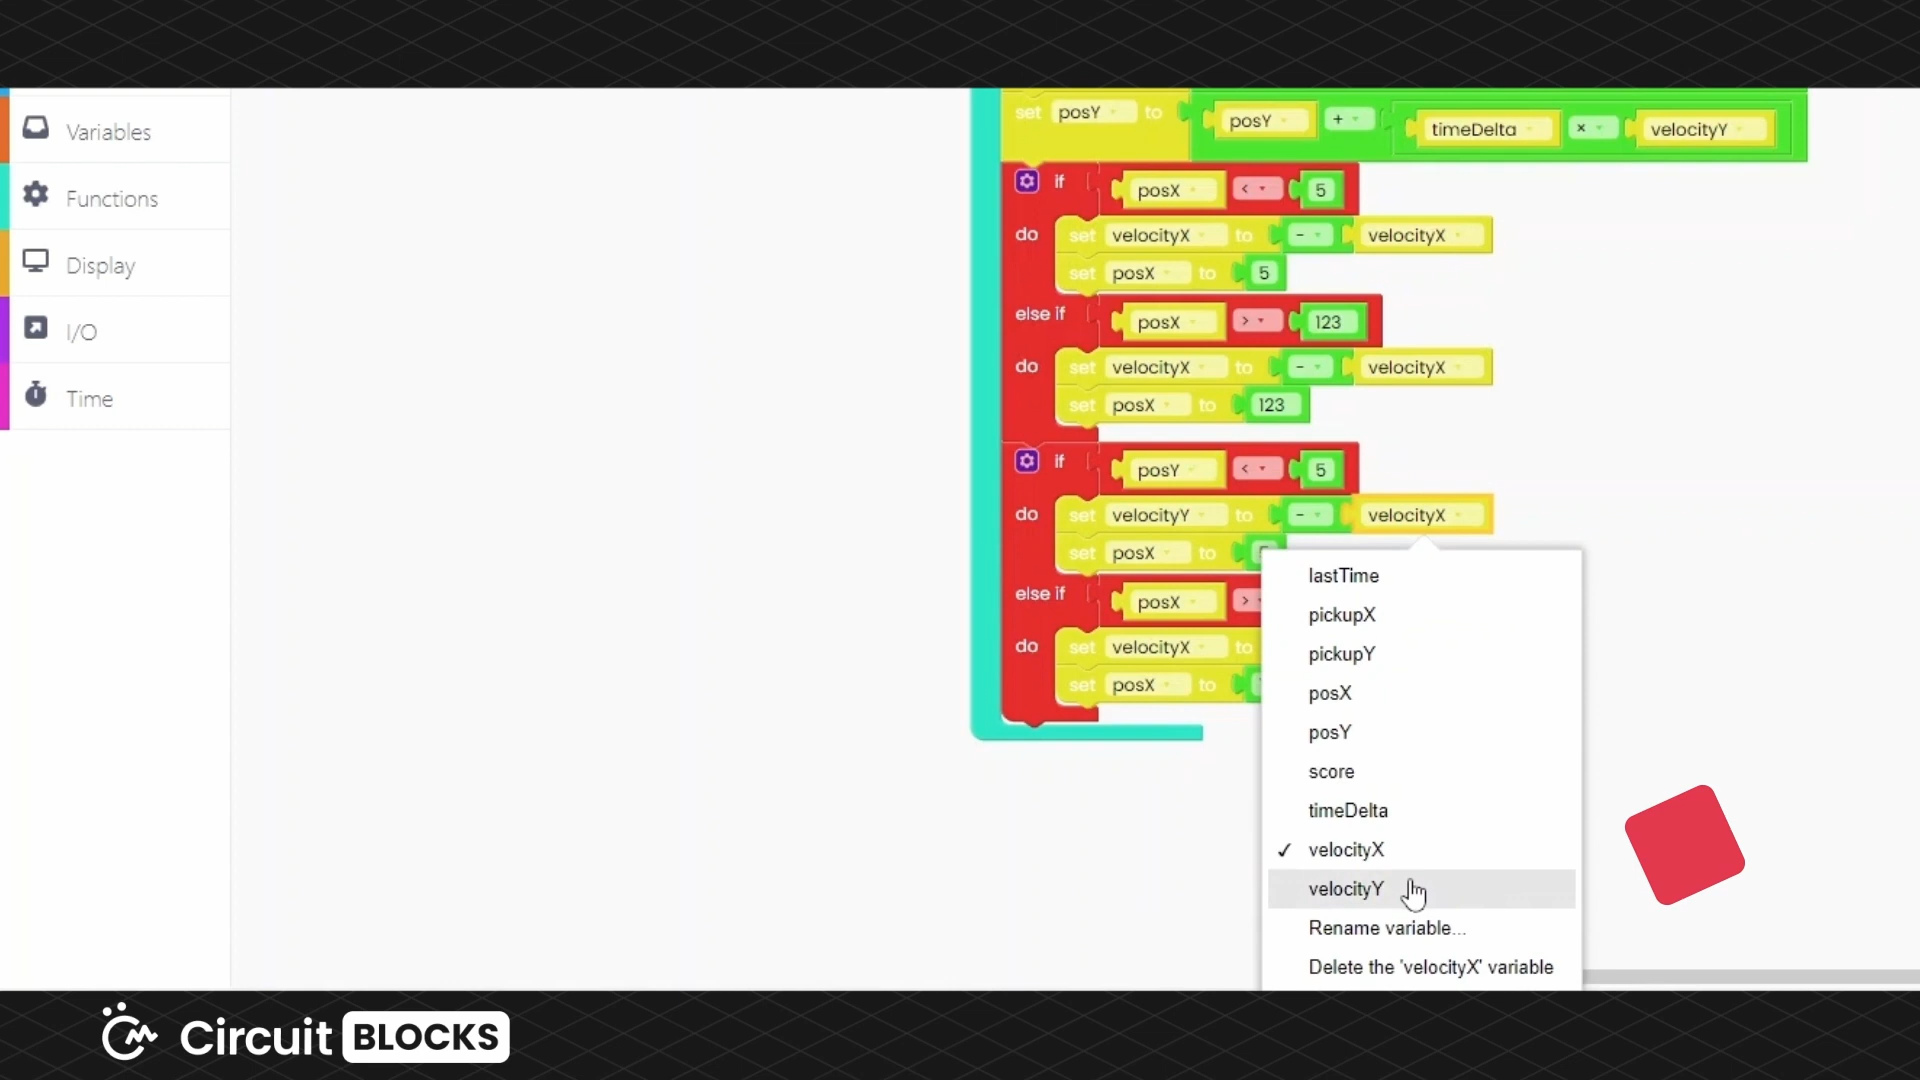 Variables
Functions
Display
I/O
Time
set posY to posY + timeDelta × velocityY
if posX < 5
do set velocityX to - velocityX
set posX to 5
else if posX > 123
do set velocityX to - velocityX
set posX to 123
if posY < 5
do set velocityY to - velocityX
set posX to
else if posX >
do set velocityX to
set posX to
lastTime
pickupX
pickupY
posX
posY
score
timeDelta
✓ velocityX
velocityY
Rename variable...
Delete the 'velocityX' variable
Circuit BLOCKS